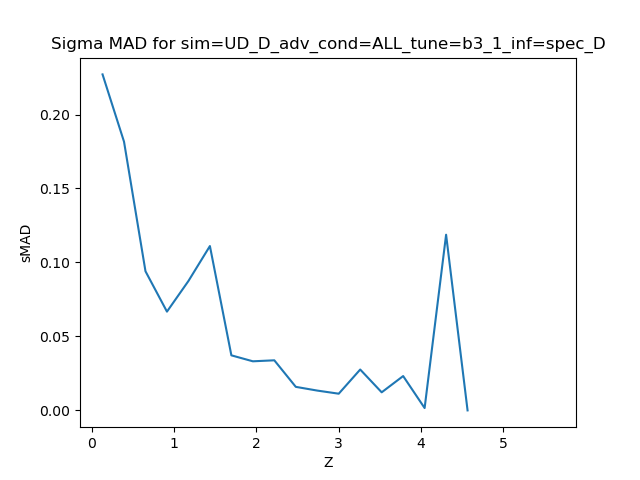 Sigma MAD for sim=UD_D_adv_cond=ALL_tune=b3_1_inf=spec_D
0.20
0.15
0.10
0.05
0.00
sMAD
0 1 2 3 4 5
Z